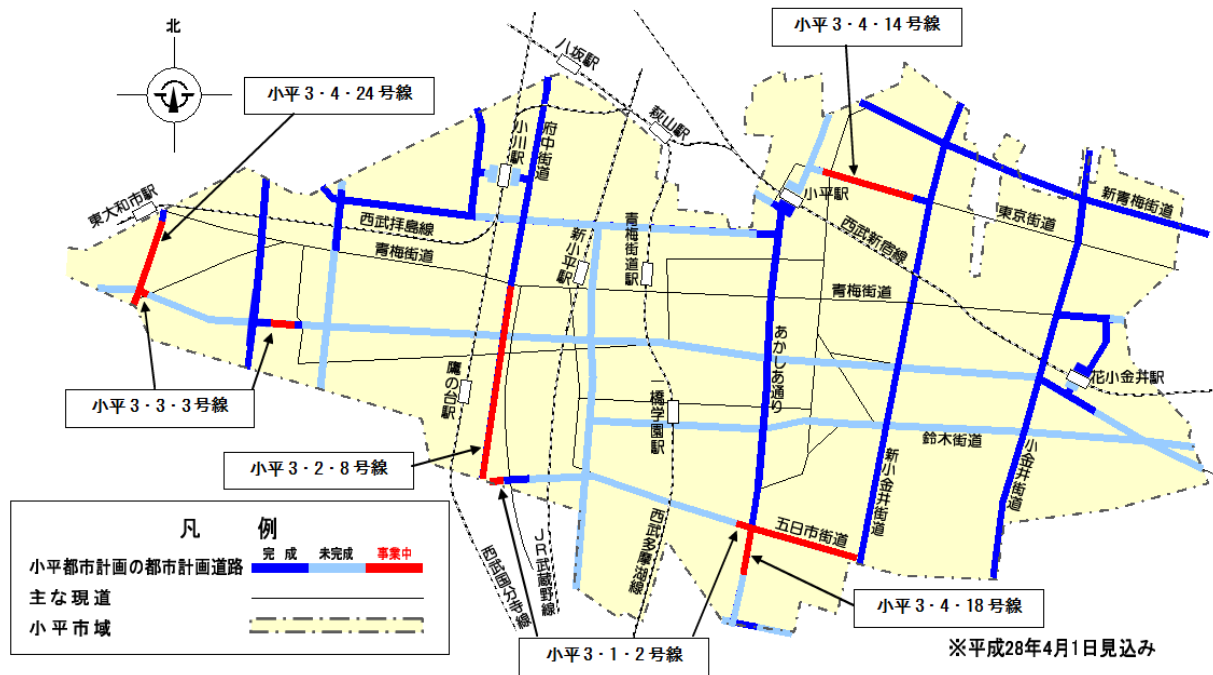 小平3・4・14号線
北
八坂駅
小平3・4・24号線
萩山駅
府中街道
小川駅
小平駅
新青梅街道
東大和市駅
東京街道
西武拝島線
青梅街道駅
西武新宿線
新小平駅
青梅街道
青梅街道
あかしあ通り
花小金井駅
鷹の台駅
一橋学園駅
小平3・3・3号線
鈴木街道
小平3・2・8号線
新小金井街道
小金井街道
五日市街道
凡 例
完成 未完成 事業中
小平都市計画の都市計画道路
主な現道
小平市域
西武国分寺線
JR武蔵野線
西武多摩湖線
小平3・4・18号線
小平3・1・2号線
※平成28年4月1日見込み